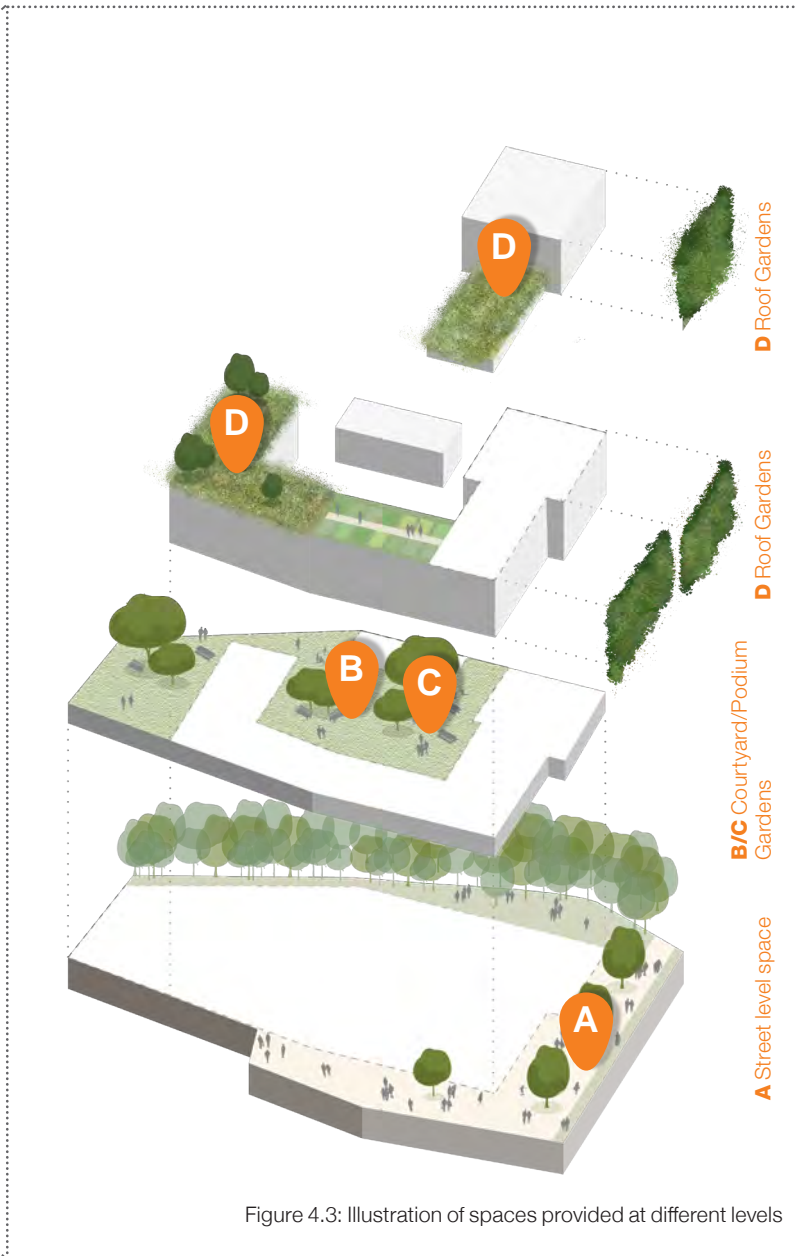 D
D Roof Gardens
D
D Roof Gardens
B
C
B/C Courtyard/Podium
Gardens
A
A Street level space
Figure 4.3: Illustration of spaces provided at different levels